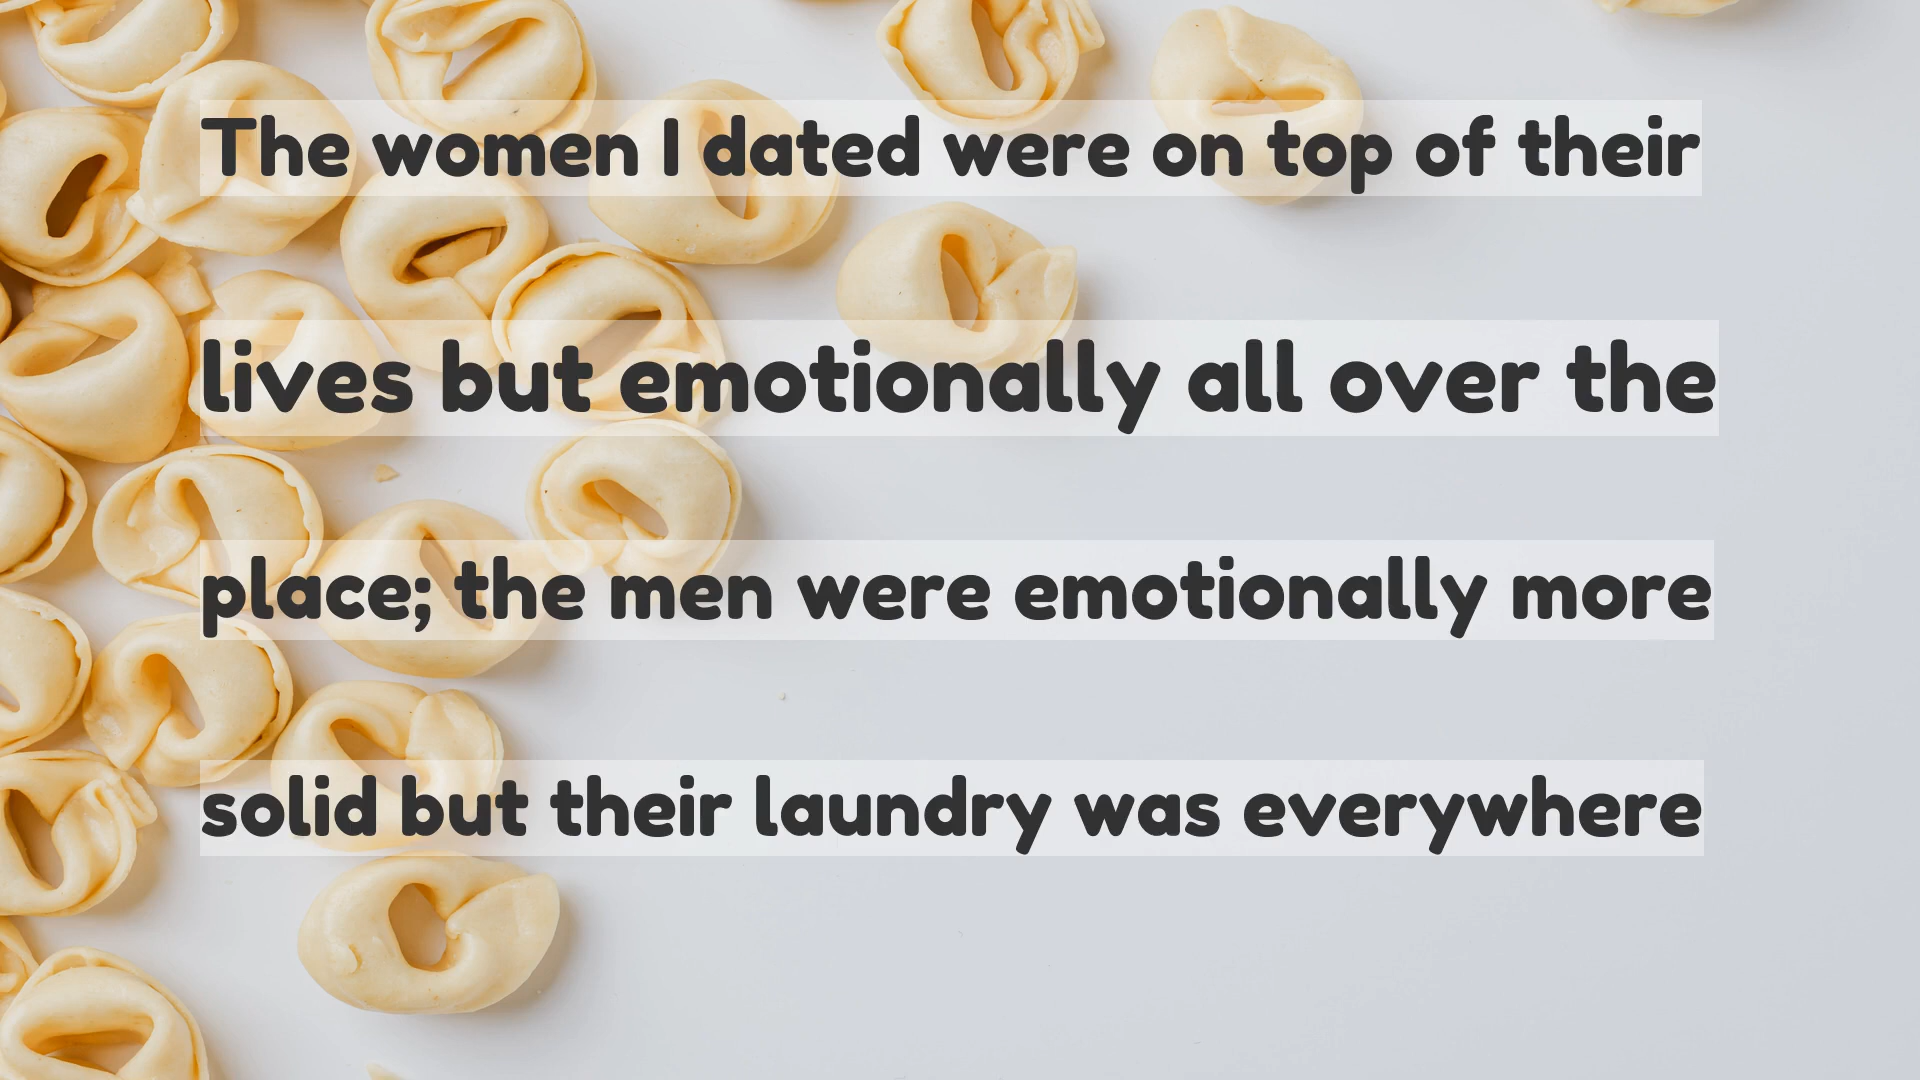 The women I dated were on top of their
lives but emotionally all over the
place; the men were emotionally more
solid but their laundry was everywhere